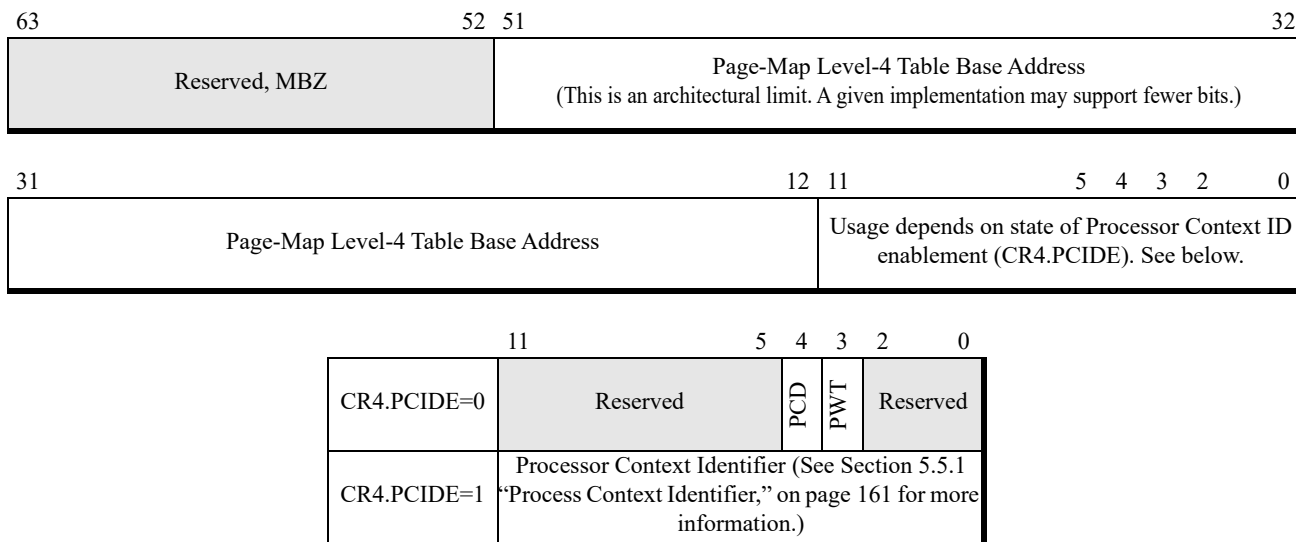 63 52 51 32
Reserved, MBZ
Page-Map Level-4 Table Base Address
(This is an architectural limit. A given implementation may support fewer bits.)
31 12 11 5 4 3 2 0
Page-Map Level-4 Table Base Address
Usage depends on state of Processor Context ID
enablement (CR4.PCIDE). See below.
11 5 4 3 2 0
CR4.PCIDE=0 Reserved PCD PWT Reserved
CR4.PCIDE=1
Processor Context Identifier (See Section 5.5.1
“Process Context Identifier,” on page 161 for more
information.)